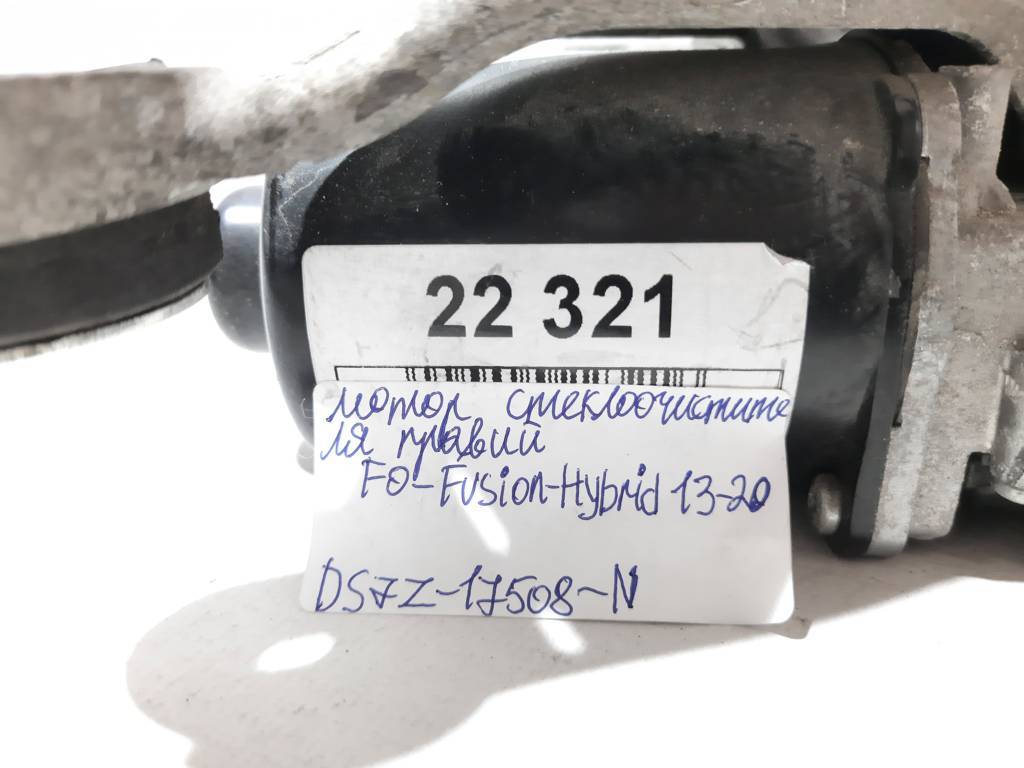 22 321
мотор стеклоочистите
ля правий
FO-Fusion-Hybrid 13-20
DS7Z-17508-N